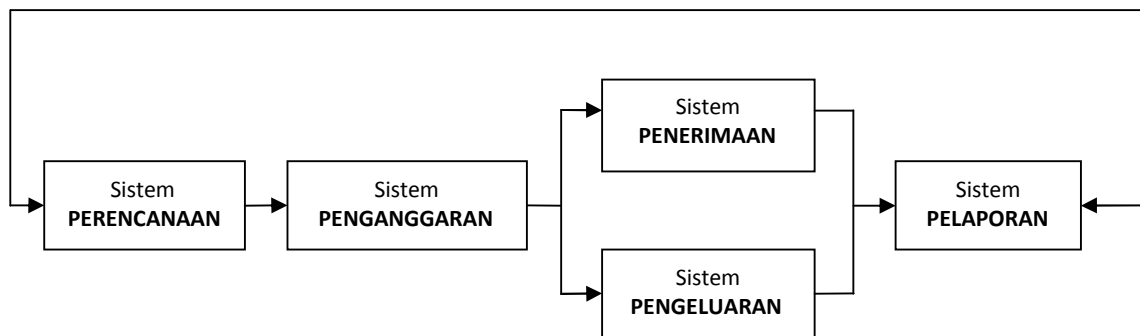 Sistem
PERENCANAAN
Sistem
PENGANGGARAN
Sistem
PENERIMAAN
Sistem
PENGELUARAN
Sistem
PELAPORAN